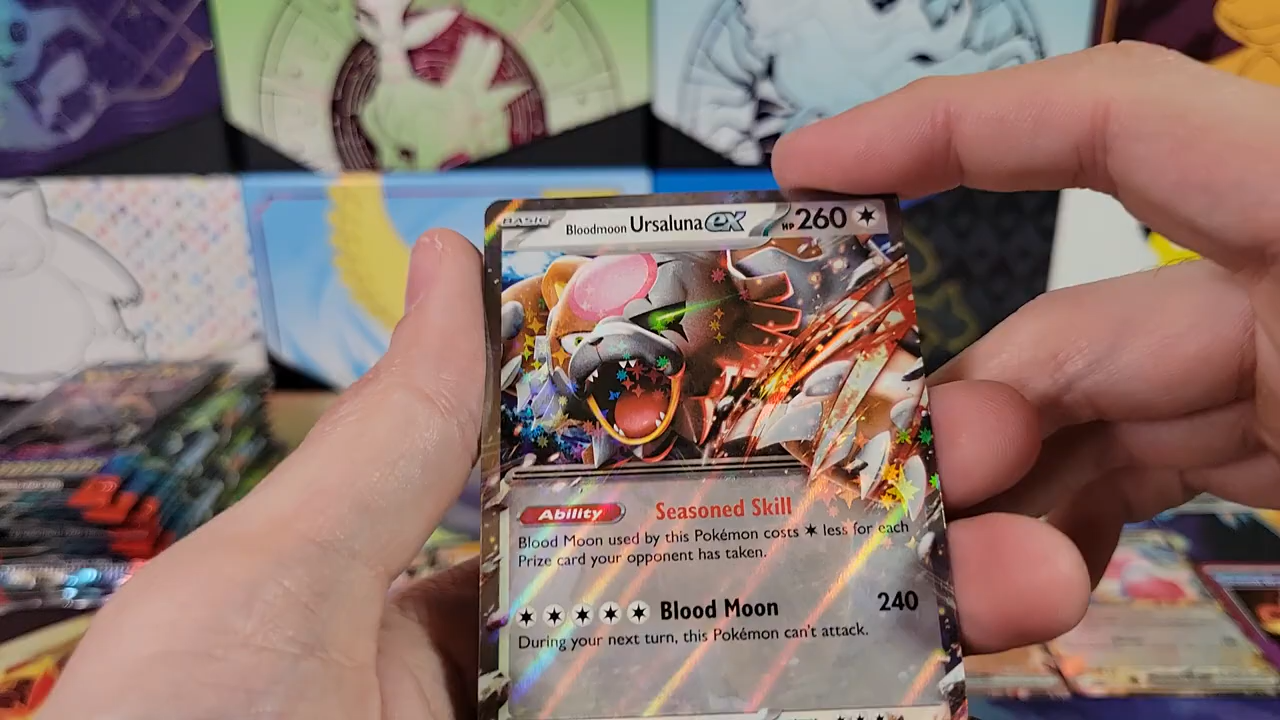 BASIC Bloodmoon Ursaluna ex HP 260
Ability Seasoned Skill
Blood Moon used by this Pokémon costs less for each
Prize card your opponent has taken.
Blood Moon 240
During your next turn, this Pokémon can't attack.